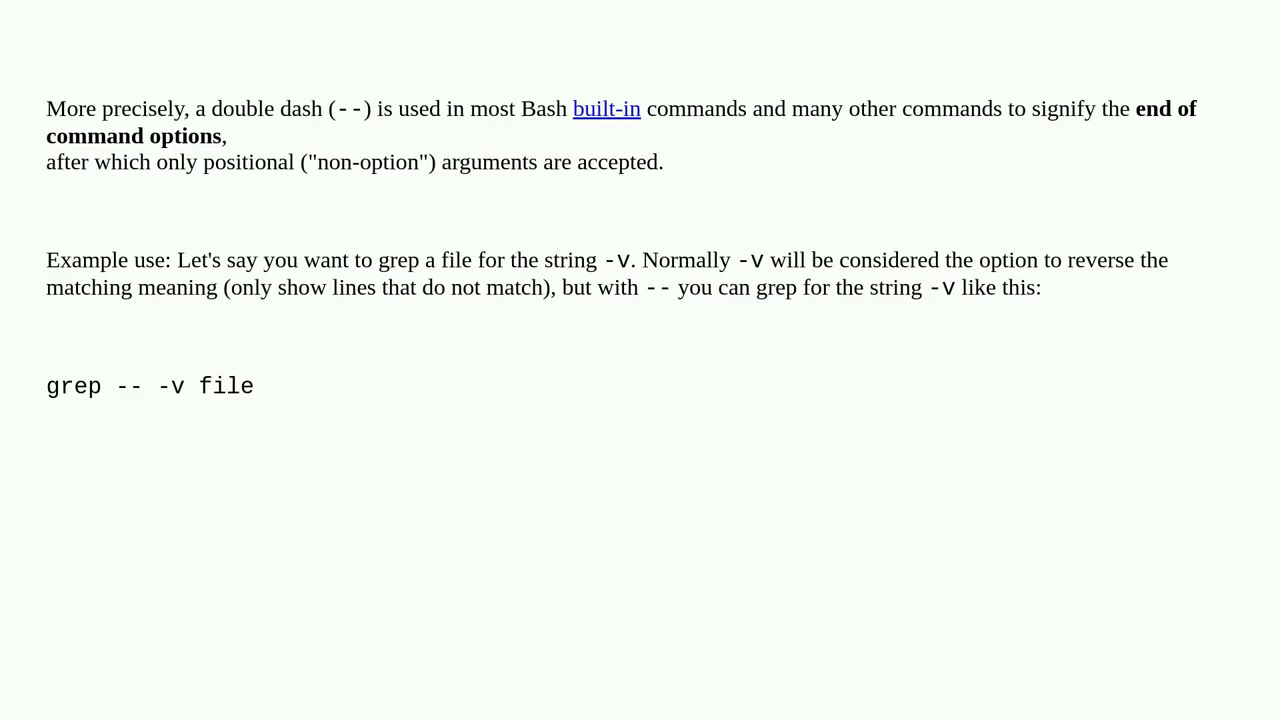 More precisely, a double dash (--) is used in most Bash built-in commands and many other commands to signify the end of
command options,
after which only positional ("non-option") arguments are accepted.
Example use: Let's say you want to grep a file for the string -v. Normally -v will be considered the option to reverse the
matching meaning (only show lines that do not match), but with -- you can grep for the string -v like this:
grep -- -v file